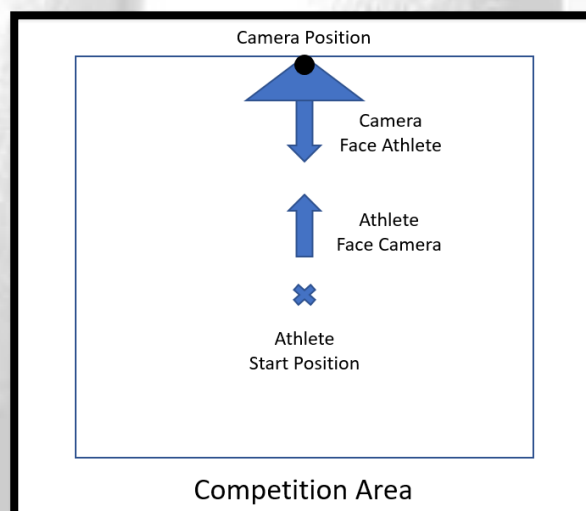 Camera Position
Camera
Face Athlete
Athlete
Face Camera
Athlete
Start Position
Competition Area